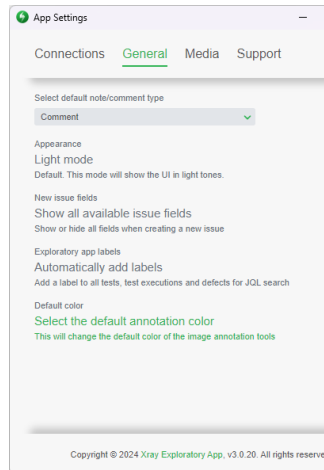 App Settings
Connections General Media Support
Select default note/comment type
Comment
Appearance
Light mode
Default. This mode will show the UI in light tones.
New issue fields
Show all available issue fields
Show or hide all fields when creating a new issue
Exploratory app labels
Automatically add labels
Add a label to all tests, test executions and defects for JQL search
Default color
Select the default annotation color
This will change the default color of the image annotation tools
Copyright © 2024 Xray Exploratory App, v3.0.20. All rights reserve